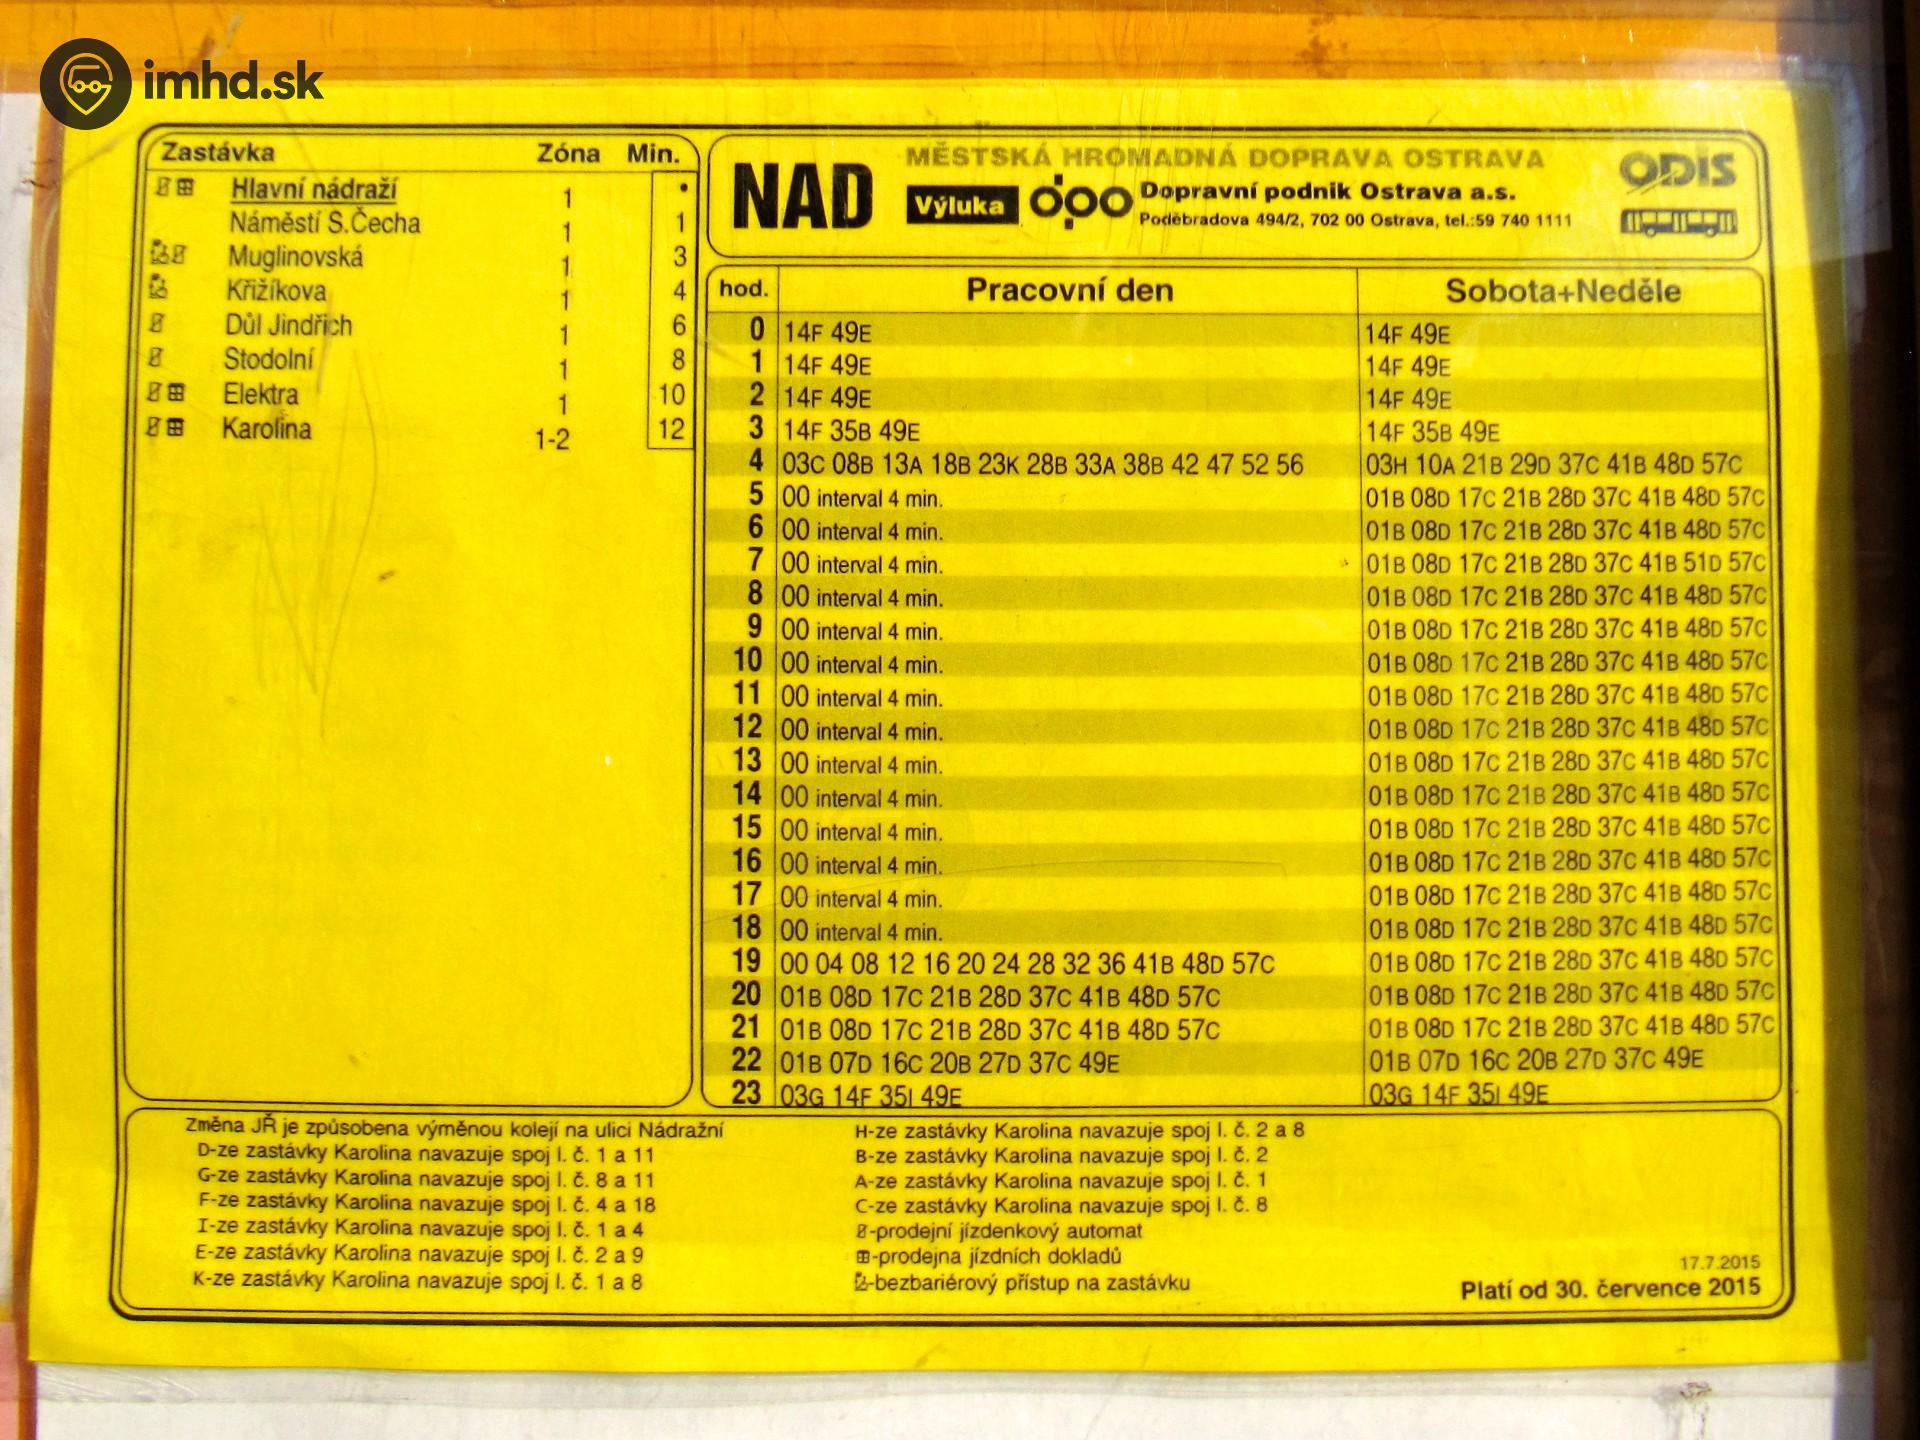 imhd.sk
Zastávka Zóna Min.
Hlavní nádraží 1 •
Náměstí S.Čecha 1 1
Muglinovská 1 3
Křižíkova 1 4
Důl Jindřich 1 6
Stodolní 1 8
Elektra 1 10
Karolina 1-2 12
NAD
MĚSTSKÁ HROMADNÁ DOPRAVA OSTRAVA
Výluka dpo Dopravní podnik Ostrava a.s.
Poděbradova 494/2, 702 00 Ostrava, tel.:59 740 1111
ODIS
hod. Pracovní den Sobota+Neděle
0 14F 49E 14F 49E
1 14F 49E 14F 49E
2 14F 49E 14F 49E
3 14F 35B 49E 14F 35B 49E
4 03C 08B 13A 18B 23K 28B 33A 38B 42 47 52 56 03H 10A 21B 29D 37C 41B 48D 57C
5 00 interval 4 min. 01B 08D 17C 21B 28D 37C 41B 48D 57C
6 00 interval 4 min. 01B 08D 17C 21B 28D 37C 41B 48D 57C
7 00 interval 4 min. 01B 08D 17C 21B 28D 37C 41B 51D 57C
8 00 interval 4 min. 01B 08D 17C 21B 28D 37C 41B 48D 57C
9 00 interval 4 min. 01B 08D 17C 21B 28D 37C 41B 48D 57C
10 00 interval 4 min. 01B 08D 17C 21B 28D 37C 41B 48D 57C
11 00 interval 4 min. 01B 08D 17C 21B 28D 37C 41B 48D 57C
12 00 interval 4 min. 01B 08D 17C 21B 28D 37C 41B 48D 57C
13 00 interval 4 min. 01B 08D 17C 21B 28D 37C 41B 48D 57C
14 00 interval 4 min. 01B 08D 17C 21B 28D 37C 41B 48D 57C
15 00 interval 4 min. 01B 08D 17C 21B 28D 37C 41B 48D 57C
16 00 interval 4 min. 01B 08D 17C 21B 28D 37C 41B 48D 57C
17 00 interval 4 min. 01B 08D 17C 21B 28D 37C 41B 48D 57C
18 00 interval 4 min. 01B 08D 17C 21B 28D 37C 41B 48D 57C
19 00 04 08 12 16 20 24 28 32 36 41B 48D 57C 01B 08D 17C 21B 28D 37C 41B 48D 57C
20 01B 08D 17C 21B 28D 37C 41B 48D 57C 01B 08D 17C 21B 28D 37C 41B 48D 57C
21 01B 08D 17C 21B 28D 37C 41B 48D 57C 01B 08D 17C 21B 28D 37C 41B 48D 57C
22 01B 07D 16C 20B 27D 37C 49E 01B 07D 16C 20B 27D 37C 49E
23 03G 14F 35I 49E 03G 14F 35I 49E
Změna JŘ je způsobena výměnou kolejí na ulici Nádražní
D-ze zastávky Karolina navazuje spoj l. č. 1 a 11
G-ze zastávky Karolina navazuje spoj l. č. 8 a 11
F-ze zastávky Karolina navazuje spoj l. č. 4 a 18
I-ze zastávky Karolina navazuje spoj l. č. 1 a 4
E-ze zastávky Karolina navazuje spoj l. č. 2 a 9
K-ze zastávky Karolina navazuje spoj l. č. 1 a 8
H-ze zastávky Karolina navazuje spoj l. č. 2 a 8
B-ze zastávky Karolina navazuje spoj l. č. 2
A-ze zastávky Karolina navazuje spoj l. č. 1
C-ze zastávky Karolina navazuje spoj l. č. 8
-prodejní jízdenkový automat
-prodejna jízdních dokladů
-bezbariérový přístup na zastávku
17.7.2015
Platí od 30. července 2015